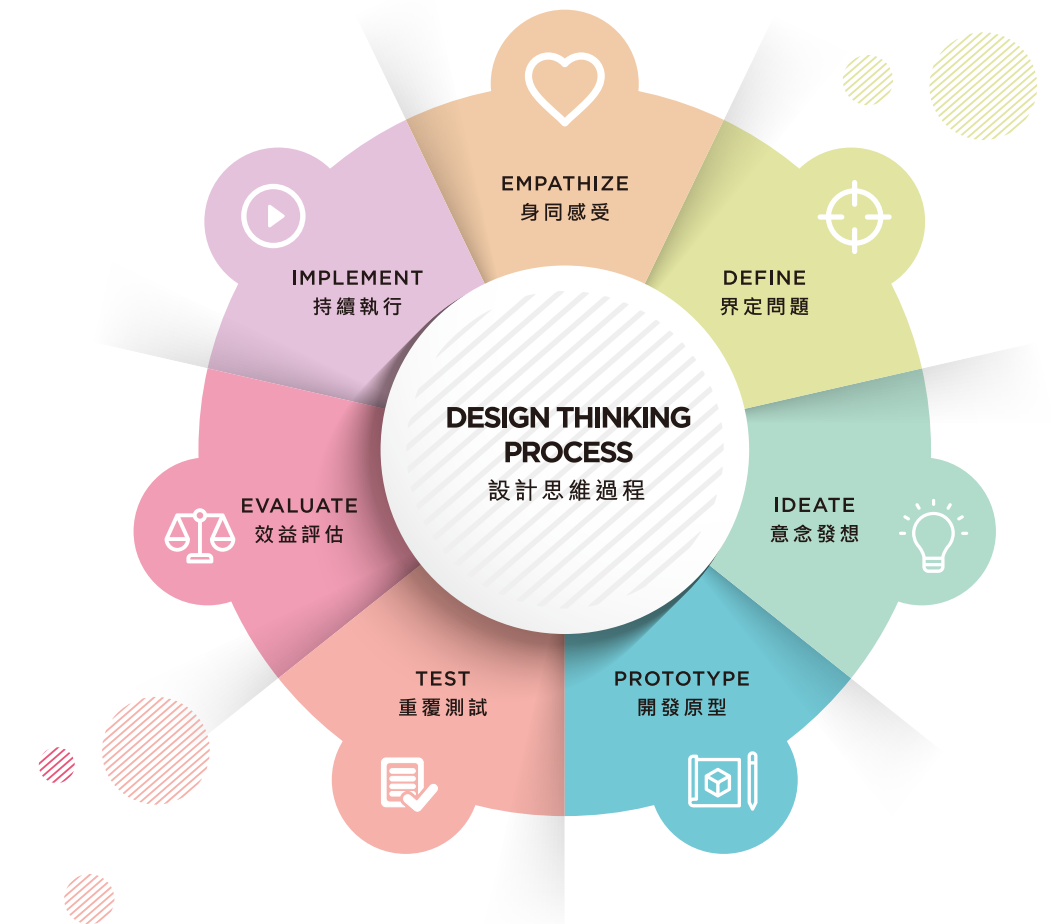 EMPATHIZE
身同感受
DEFINE
界定問題
IDEATE
意念發想
PROTOTYPE
開發原型
TEST
重覆測試
EVALUATE
效益評估
IMPLEMENT
持續執行
DESIGN THINKING
PROCESS
設計思維過程